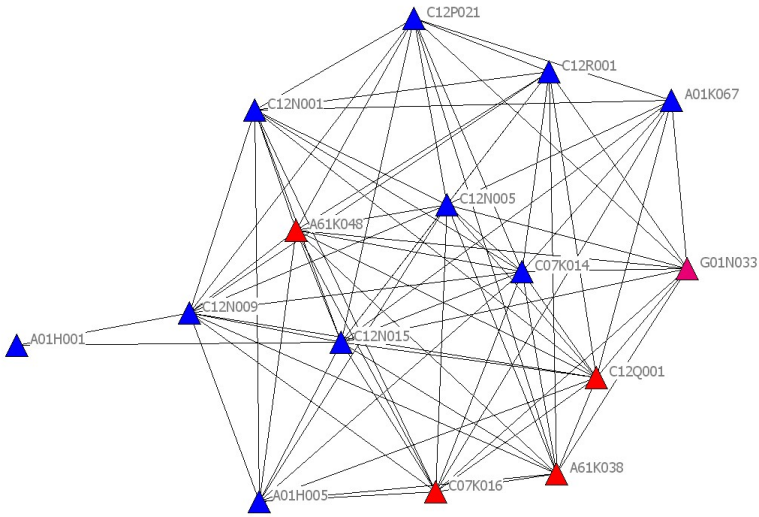 C12P021
C12R001
A01K067
C12N001
C12N005
A61K048
C07K014
G01N033
C12N009
A01H001
C12N015
C12Q001
A61K038
C07K016
A01H005